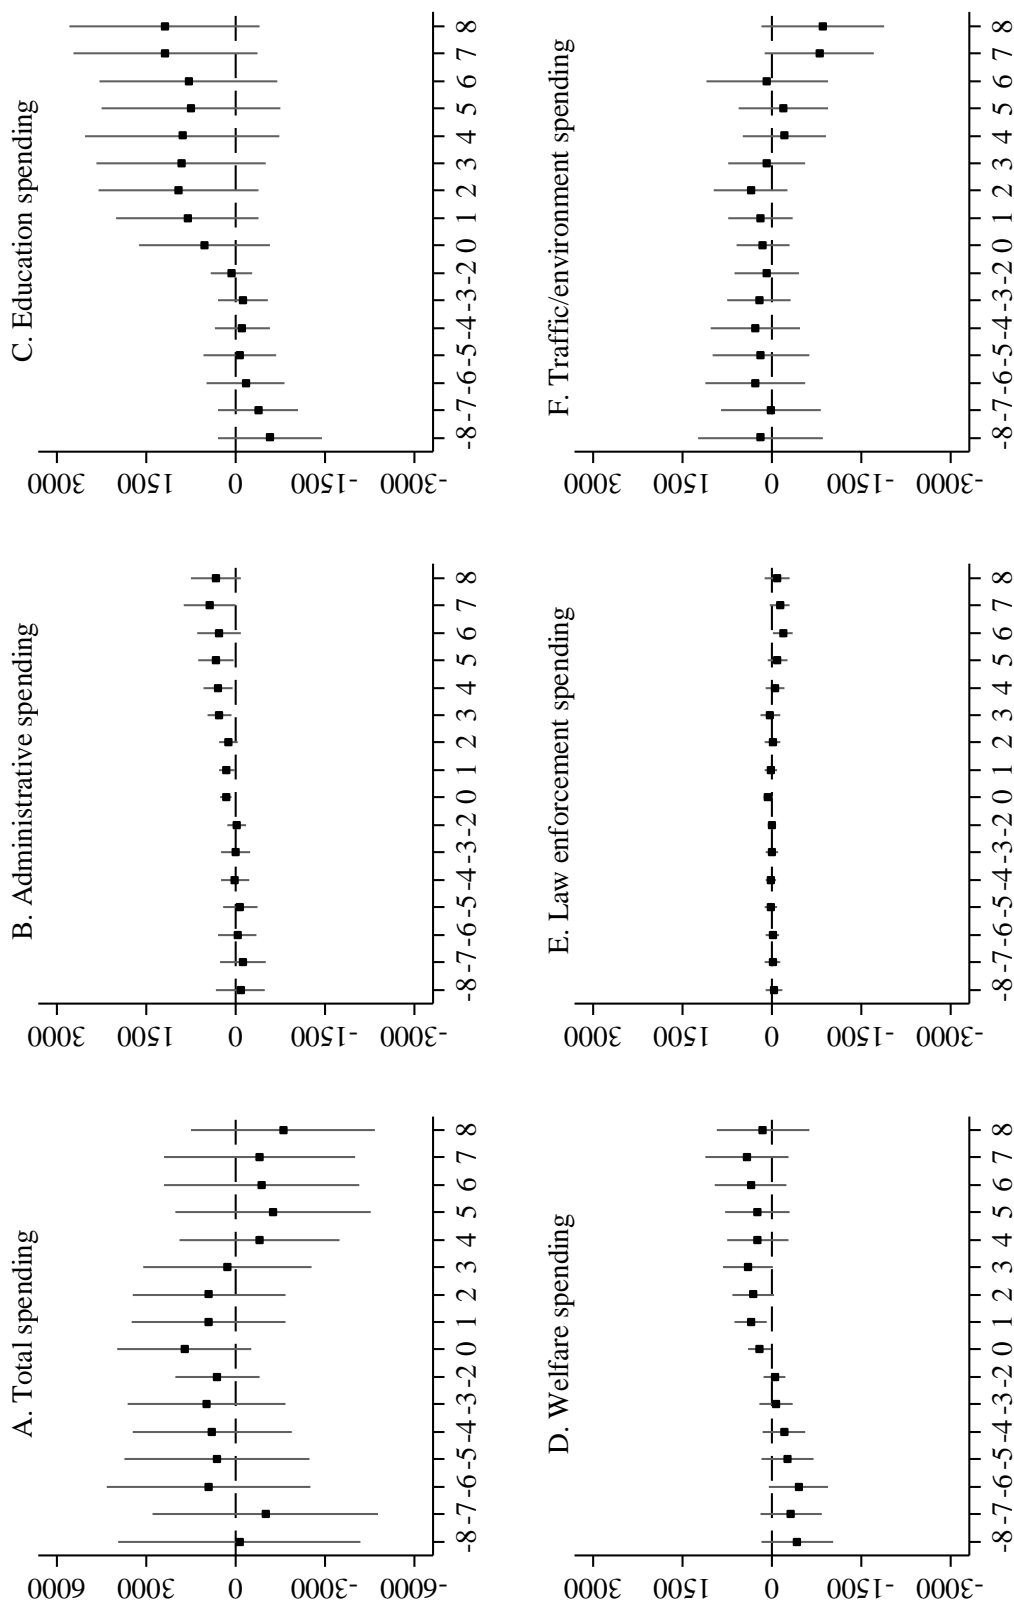 A. Total spending
6000
3000
0
-3000
-6000
-8 -7 -6 -5 -4 -3 -2 0 1 2 3 4 5 6 7 8
B. Administrative spending
3000
1500
0
-1500
-3000
-8 -7 -6 -5 -4 -3 -2 0 1 2 3 4 5 6 7 8
C. Education spending
3000
1500
0
-1500
-3000
-8 -7 -6 -5 -4 -3 -2 0 1 2 3 4 5 6 7 8
D. Welfare spending
3000
1500
0
-1500
-3000
-8 -7 -6 -5 -4 -3 -2 0 1 2 3 4 5 6 7 8
E. Law enforcement spending
3000
1500
0
-1500
-3000
-8 -7 -6 -5 -4 -3 -2 0 1 2 3 4 5 6 7 8
F. Traffic/environment spending
3000
1500
0
-1500
-3000
-8 -7 -6 -5 -4 -3 -2 0 1 2 3 4 5 6 7 8